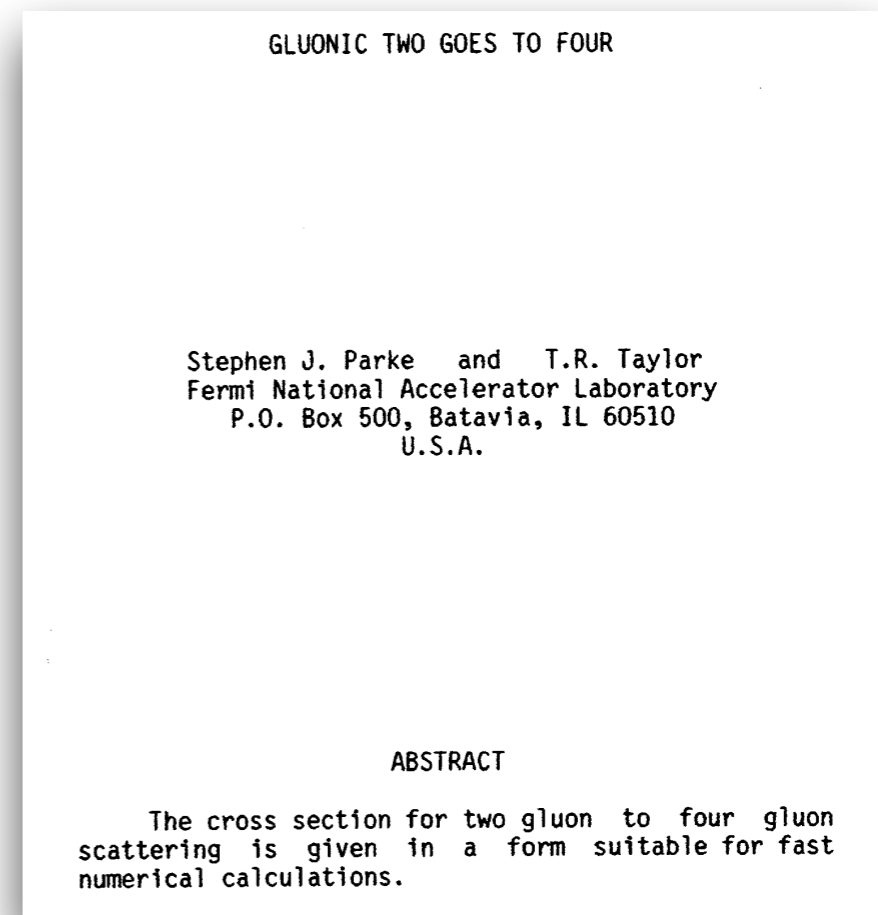 GLUONIC TWO GOES TO FOUR
Stephen J. Parke and T.R. Taylor
Fermi National Accelerator Laboratory
P.O. Box 500, Batavia, IL 60510
U.S.A.
ABSTRACT
The cross section for two gluon to four gluon
scattering is given in a form suitable for fast
numerical calculations.